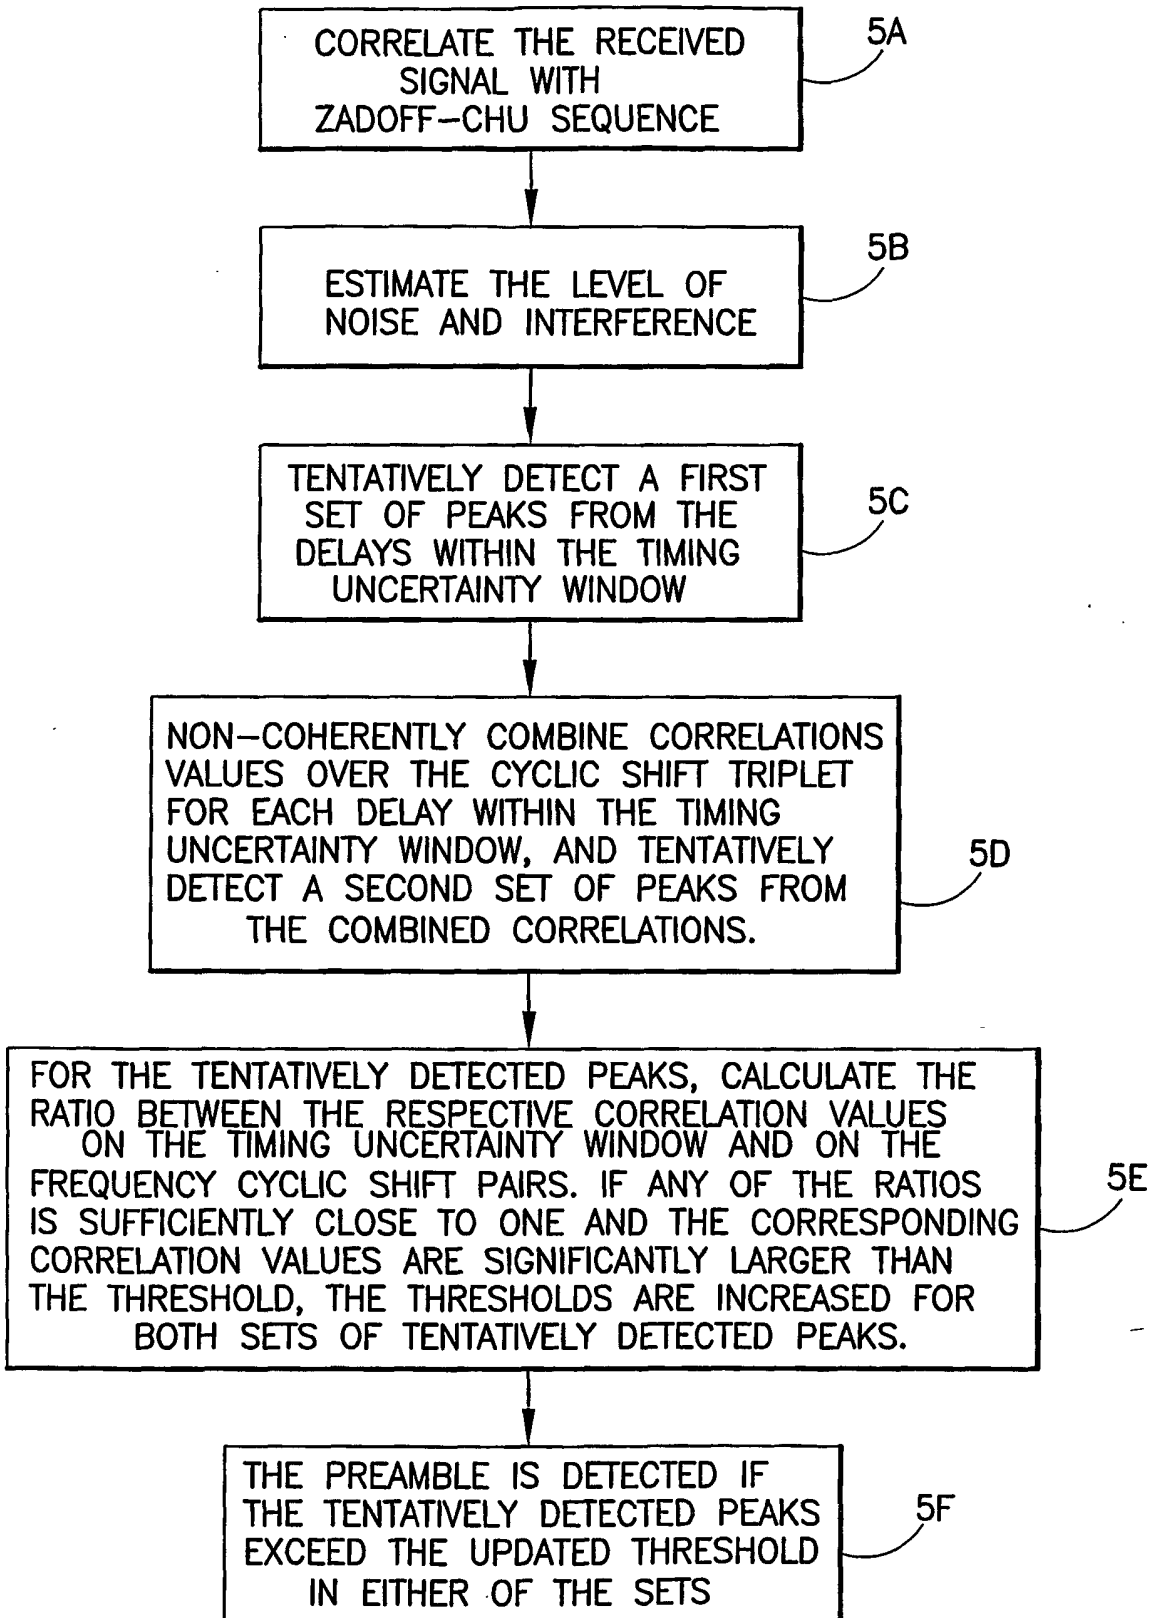 CORRELATE THE RECEIVED
SIGNAL WITH
ZADOFF-CHU SEQUENCE
5A
ESTIMATE THE LEVEL OF
NOISE AND INTERFERENCE
5B
TENTATIVELY DETECT A FIRST
SET OF PEAKS FROM THE
DELAYS WITHIN THE TIMING
UNCERTAINTY WINDOW
5C
NON-COHERENTLY COMBINE CORRELATIONS
VALUES OVER THE CYCLIC SHIFT TRIPLET
FOR EACH DELAY WITHIN THE TIMING
UNCERTAINTY WINDOW, AND TENTATIVELY
DETECT A SECOND SET OF PEAKS FROM
THE COMBINED CORRELATIONS.
5D
FOR THE TENTATIVELY DETECTED PEAKS, CALCULATE THE
RATIO BETWEEN THE RESPECTIVE CORRELATION VALUES
ON THE TIMING UNCERTAINTY WINDOW AND ON THE
FREQUENCY CYCLIC SHIFT PAIRS. IF ANY OF THE RATIOS
IS SUFFICIENTLY CLOSE TO ONE AND THE CORRESPONDING
CORRELATION VALUES ARE SIGNIFICANTLY LARGER THAN
THE THRESHOLD, THE THRESHOLDS ARE INCREASED FOR
BOTH SETS OF TENTATIVELY DETECTED PEAKS.
5E
THE PREAMBLE IS DETECTED IF
THE TENTATIVELY DETECTED PEAKS
EXCEED THE UPDATED THRESHOLD
IN EITHER OF THE SETS
5F